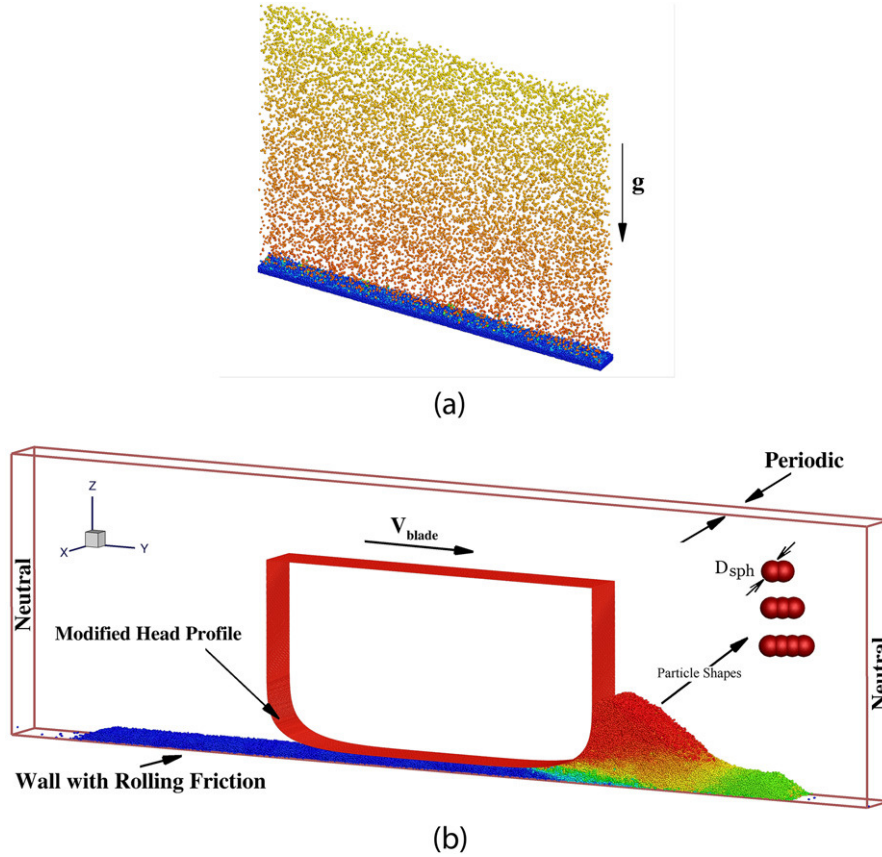 g
(a)
Periodic
Z
X
Y
V_blade
D_sph
Neutral
Modified Head Profile
Particle Shapes
Neutral
Wall with Rolling Friction
(b)